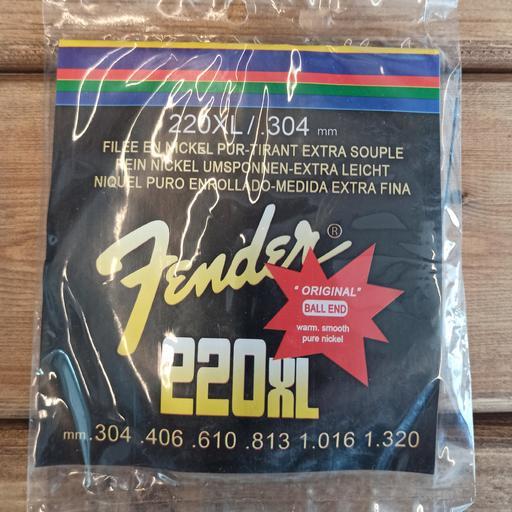 220XL/ .304 mm
FILEE EN NICKEL PUR-TIRANT EXTRA SOUPLE
REIN NICKEL UMSPONNEN-EXTRA LEICHT
NIQUEL PURO ENROLLADO-MEDIDA EXTRA FINA
Fender®
" ORIGINAL"
BALL END
warm. smooth
pure nickel
220XL
mm .304 .406 .610 .813 1.016 1.320